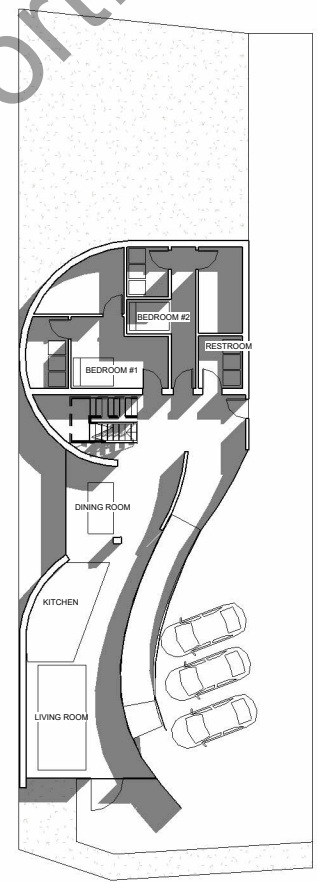 BEDROOM #2
RESTROOM
BEDROOM #1
DINING ROOM
KITCHEN
LIVING ROOM